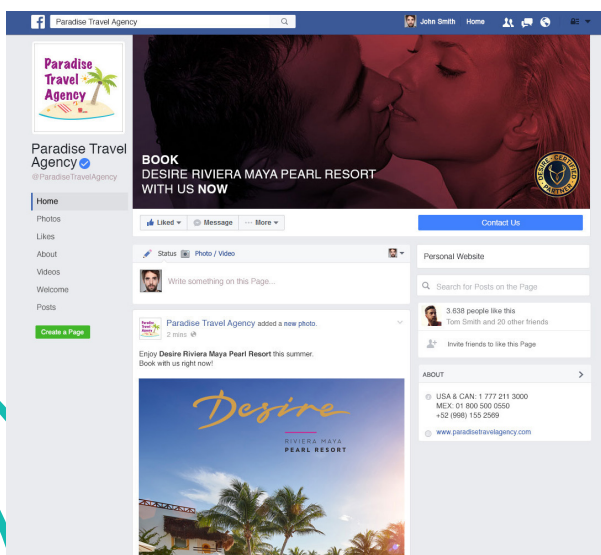 Paradise Travel Agency
John Smith Home
Paradise
Travel
Agency
Paradise Travel
Agency
@ParadiseTravelAgency
Home
Photos
Likes
About
Videos
Welcome
Posts
Create a Page
BOOK
DESIRE RIVIERA MAYA PEARL RESORT
WITH US NOW
DESIRE CERTIFIED
PARTNER
Liked Message ··· More
Contact Us
Status Photo / Video
Write something on this Page...
Paradise Travel Agency added a new photo.
2 mins
Enjoy Desire Riviera Maya Pearl Resort this summer.
Book with us right now!
Desire
RIVIERA MAYA
PEARL RESORT
Personal Website
Search for Posts on the Page
3.638 people like this
Tom Smith and 20 other friends
Invite friends to like this Page
ABOUT
USA & CAN: 1 777 211 3000
MEX: 01 800 500 0550
+52 (998) 155 2569
www.paradisetravelagency.com